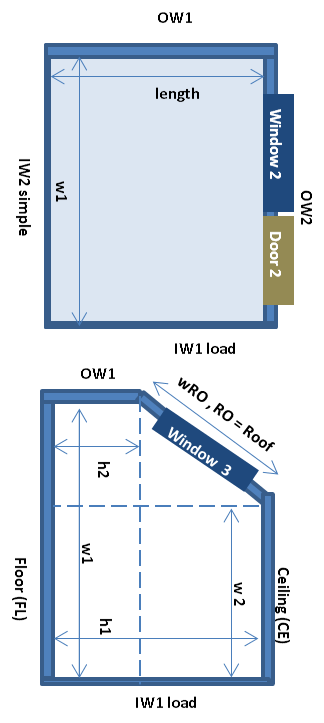 OW1
length
w1
IW2 simple
Window 2
OW2
Door 2
IW1 load
OW1
wRO , RO = Roof
Window  3
h2
w1
w 2
h1
Floor (FL)
Ceiling (CE)
IW1 load